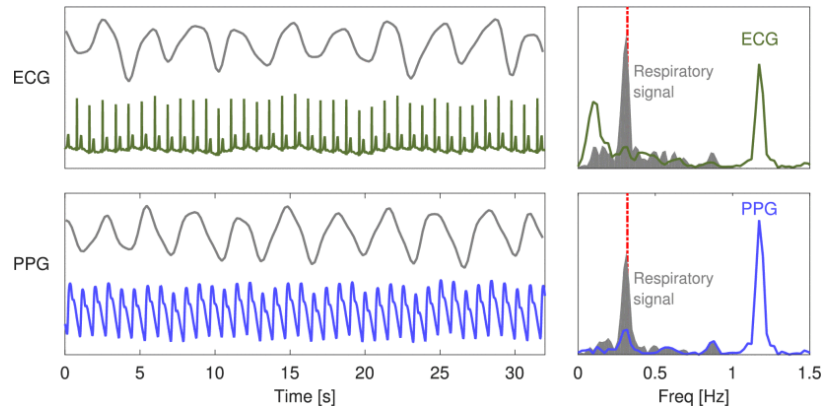 ECG
ECG
Respiratory
signal
PPG
PPG
Respiratory
signal
0 5 10 15 20 25 30
Time [s]
0 0.5 1.0 1.5
Freq [Hz]